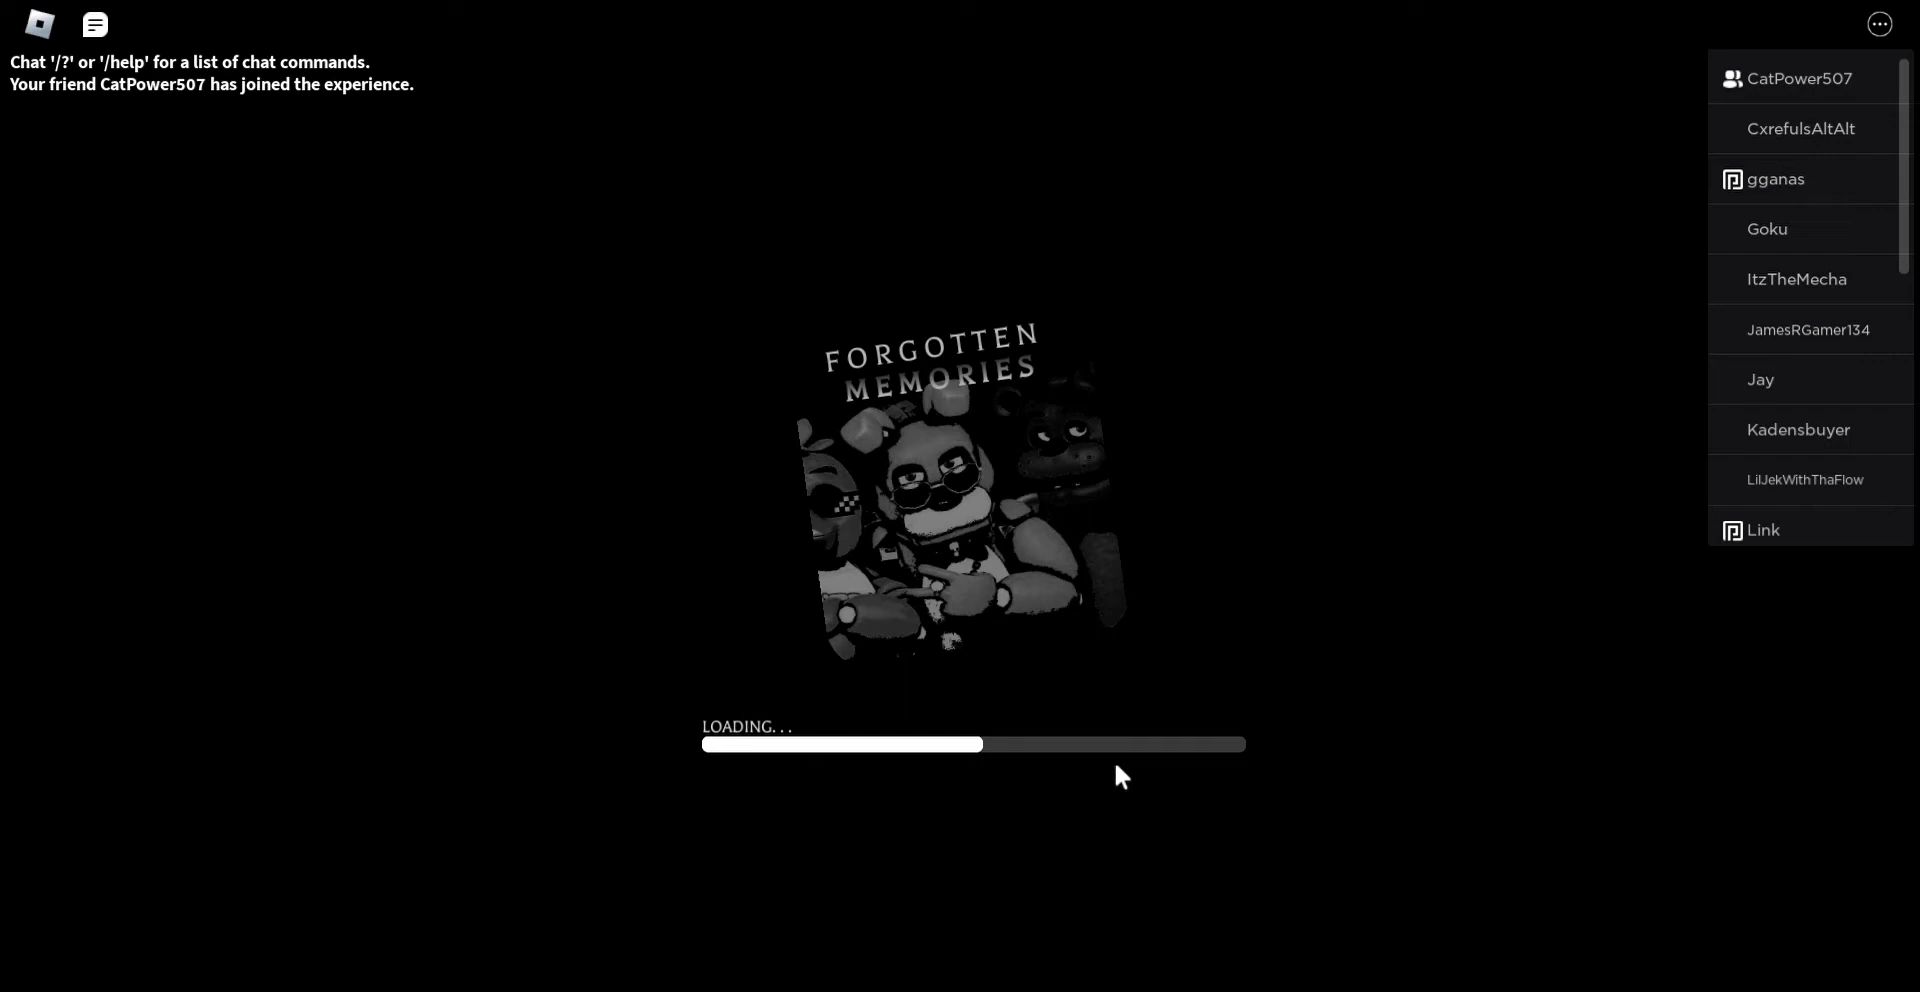 Chat '/?' or '/help' for a list of chat commands.
Your friend CatPower507 has joined the experience.
CatPower507
CxrefulsAltAlt
gganas
Goku
ItzTheMecha
JamesRGamer134
Jay
Kadensbuyer
LilJekWithThaFlow
Link
FORGOTTEN
MEMORIES
LOADING. . .